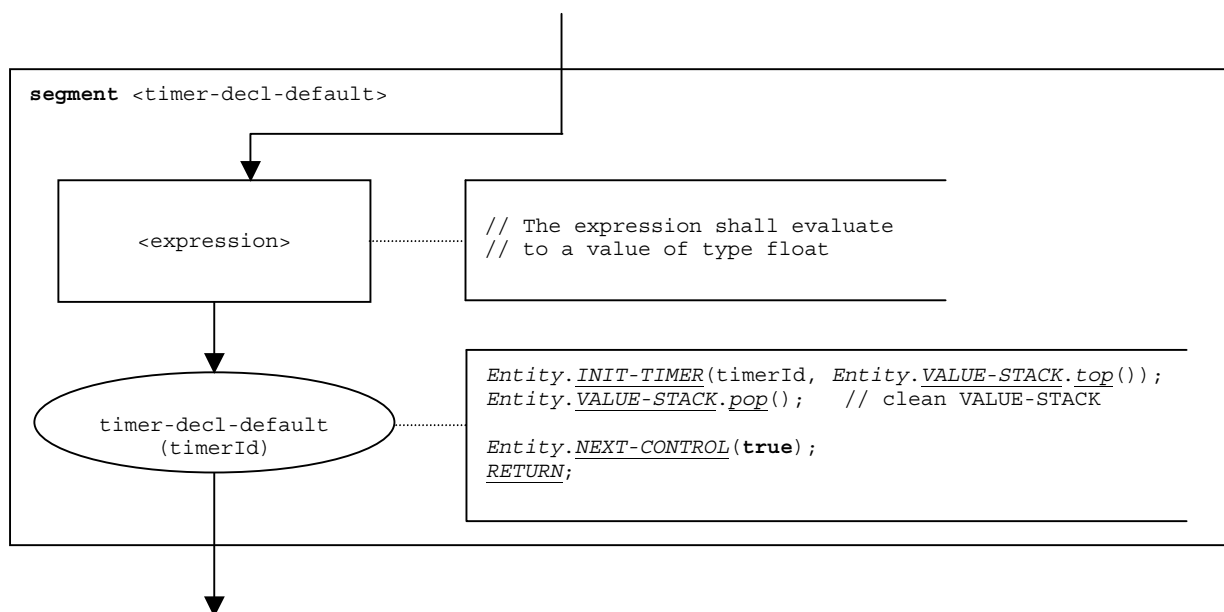 segment <timer-decl-default>
<expression>
// The expression shall evaluate
// to a value of type float
timer-decl-default
(timerId)
Entity.INIT-TIMER(timerId, Entity.VALUE-STACK.top());
Entity.VALUE-STACK.pop();   // clean VALUE-STACK
Entity.NEXT-CONTROL(true);
RETURN;